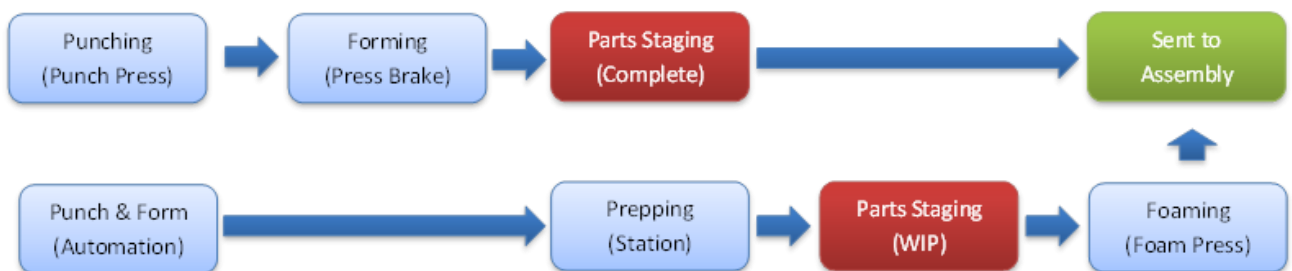 Punching
(Punch Press)
Forming
(Press Brake)
Parts Staging
(Complete)
Sent to
Assembly
Punch & Form
(Automation)
Prepping
(Station)
Parts Staging
(WIP)
Foaming
(Foam Press)